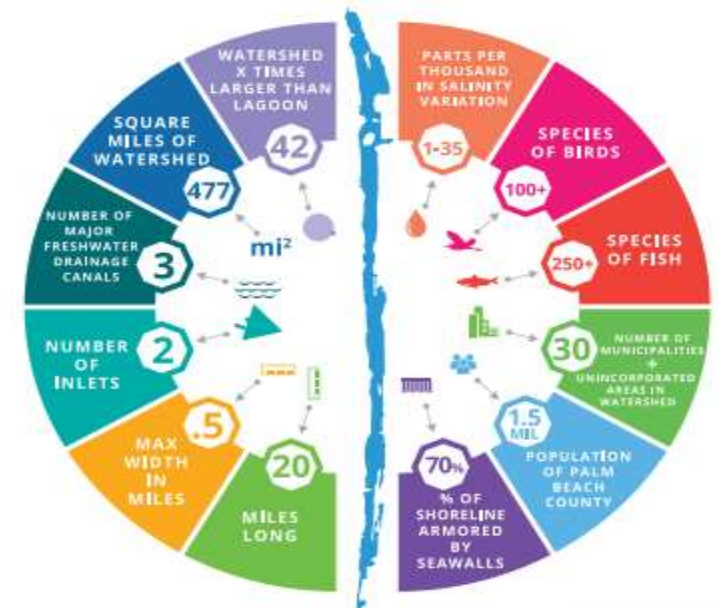 WATERSHED
X TIMES
LARGER THAN
LAGOON
42
SQUARE
MILES OF
WATERSHED
477
mi²
NUMBER OF
MAJOR
FRESHWATER
DRAINAGE
CANALS
3
NUMBER
OF
INLETS
2
MAX
WIDTH
IN
MILES
.5
MILES
LONG
20
PARTS PER
THOUSAND
IN SALINITY
VARIATION
1-35
SPECIES
OF BIRDS
100+
SPECIES
OF FISH
250+
NUMBER OF
MUNICIPALITIES
+
UNINCORPORATED
AREAS IN
WATERSHED
30
1.5
MIL
POPULATION
OF PALM
BEACH
COUNTY
70%
% OF
SHORELINE
ARMORED
BY
SEAWALLS